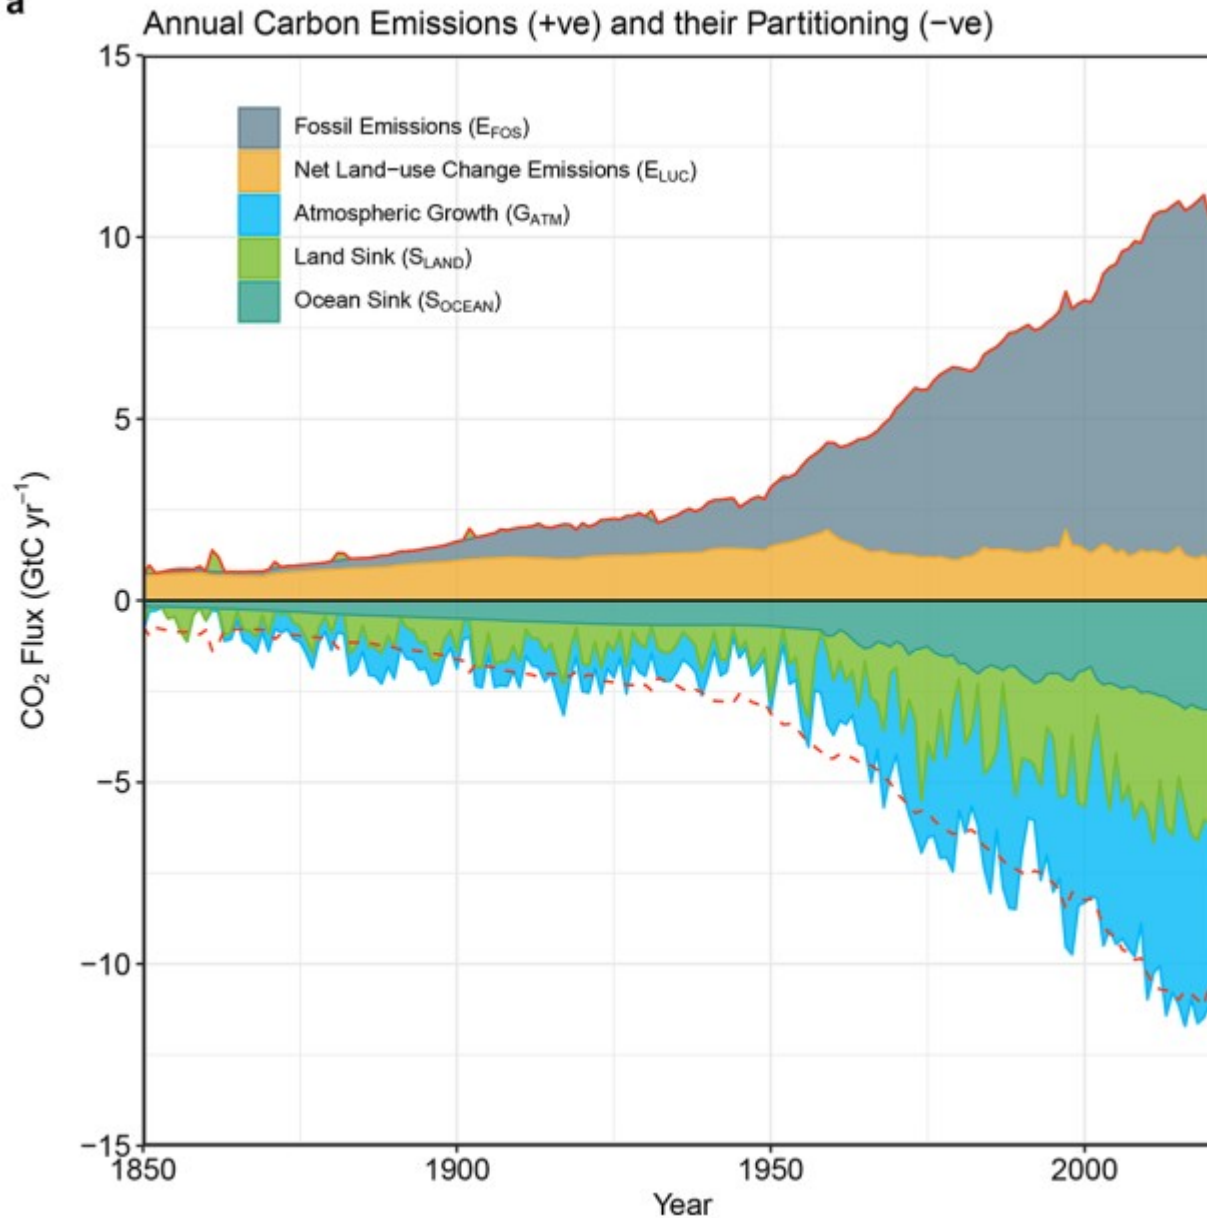 a
Annual Carbon Emissions (+ve) and their Partitioning (−ve)
15
Fossil Emissions (EFOS)
Net Land−use Change Emissions (ELUC)
Atmospheric Growth (GATM)
Land Sink (SLAND)
Ocean Sink (SOCEAN)
10
5
0
−5
−10
−15
CO2 Flux (GtC yr−1)
1850 1900 1950 2000
Year